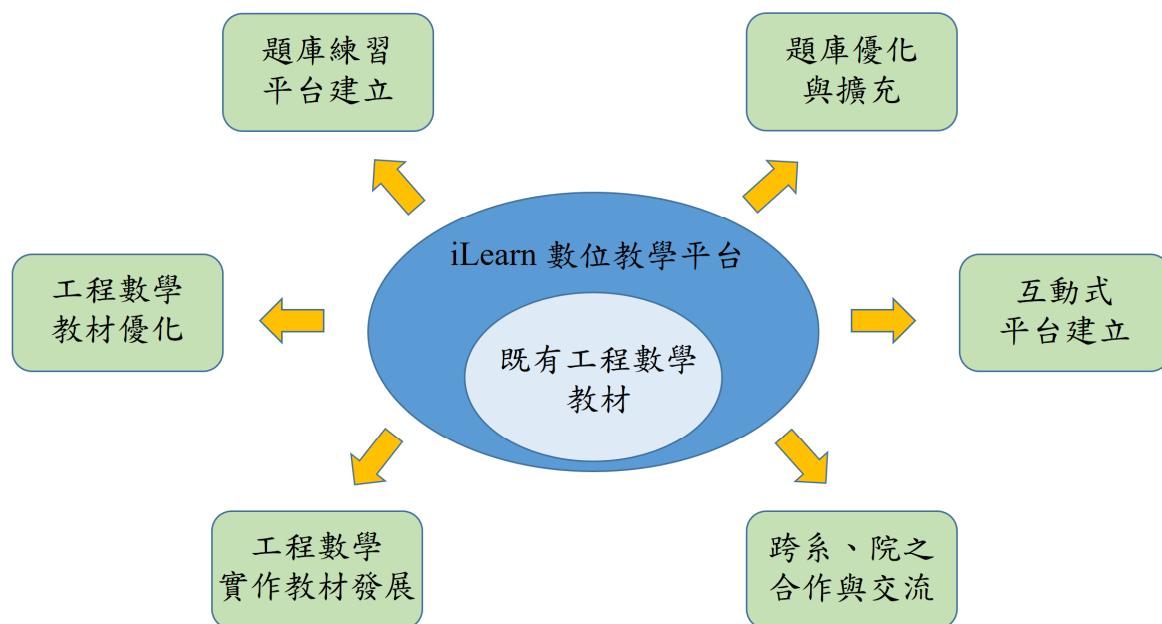 題庫練習
平台建立
題庫優化
與擴充
iLearn 數位教學平台
工程數學
教材優化
既有工程數學
教材
互動式
平台建立
工程數學
實作教材發展
跨系、院之
合作與交流